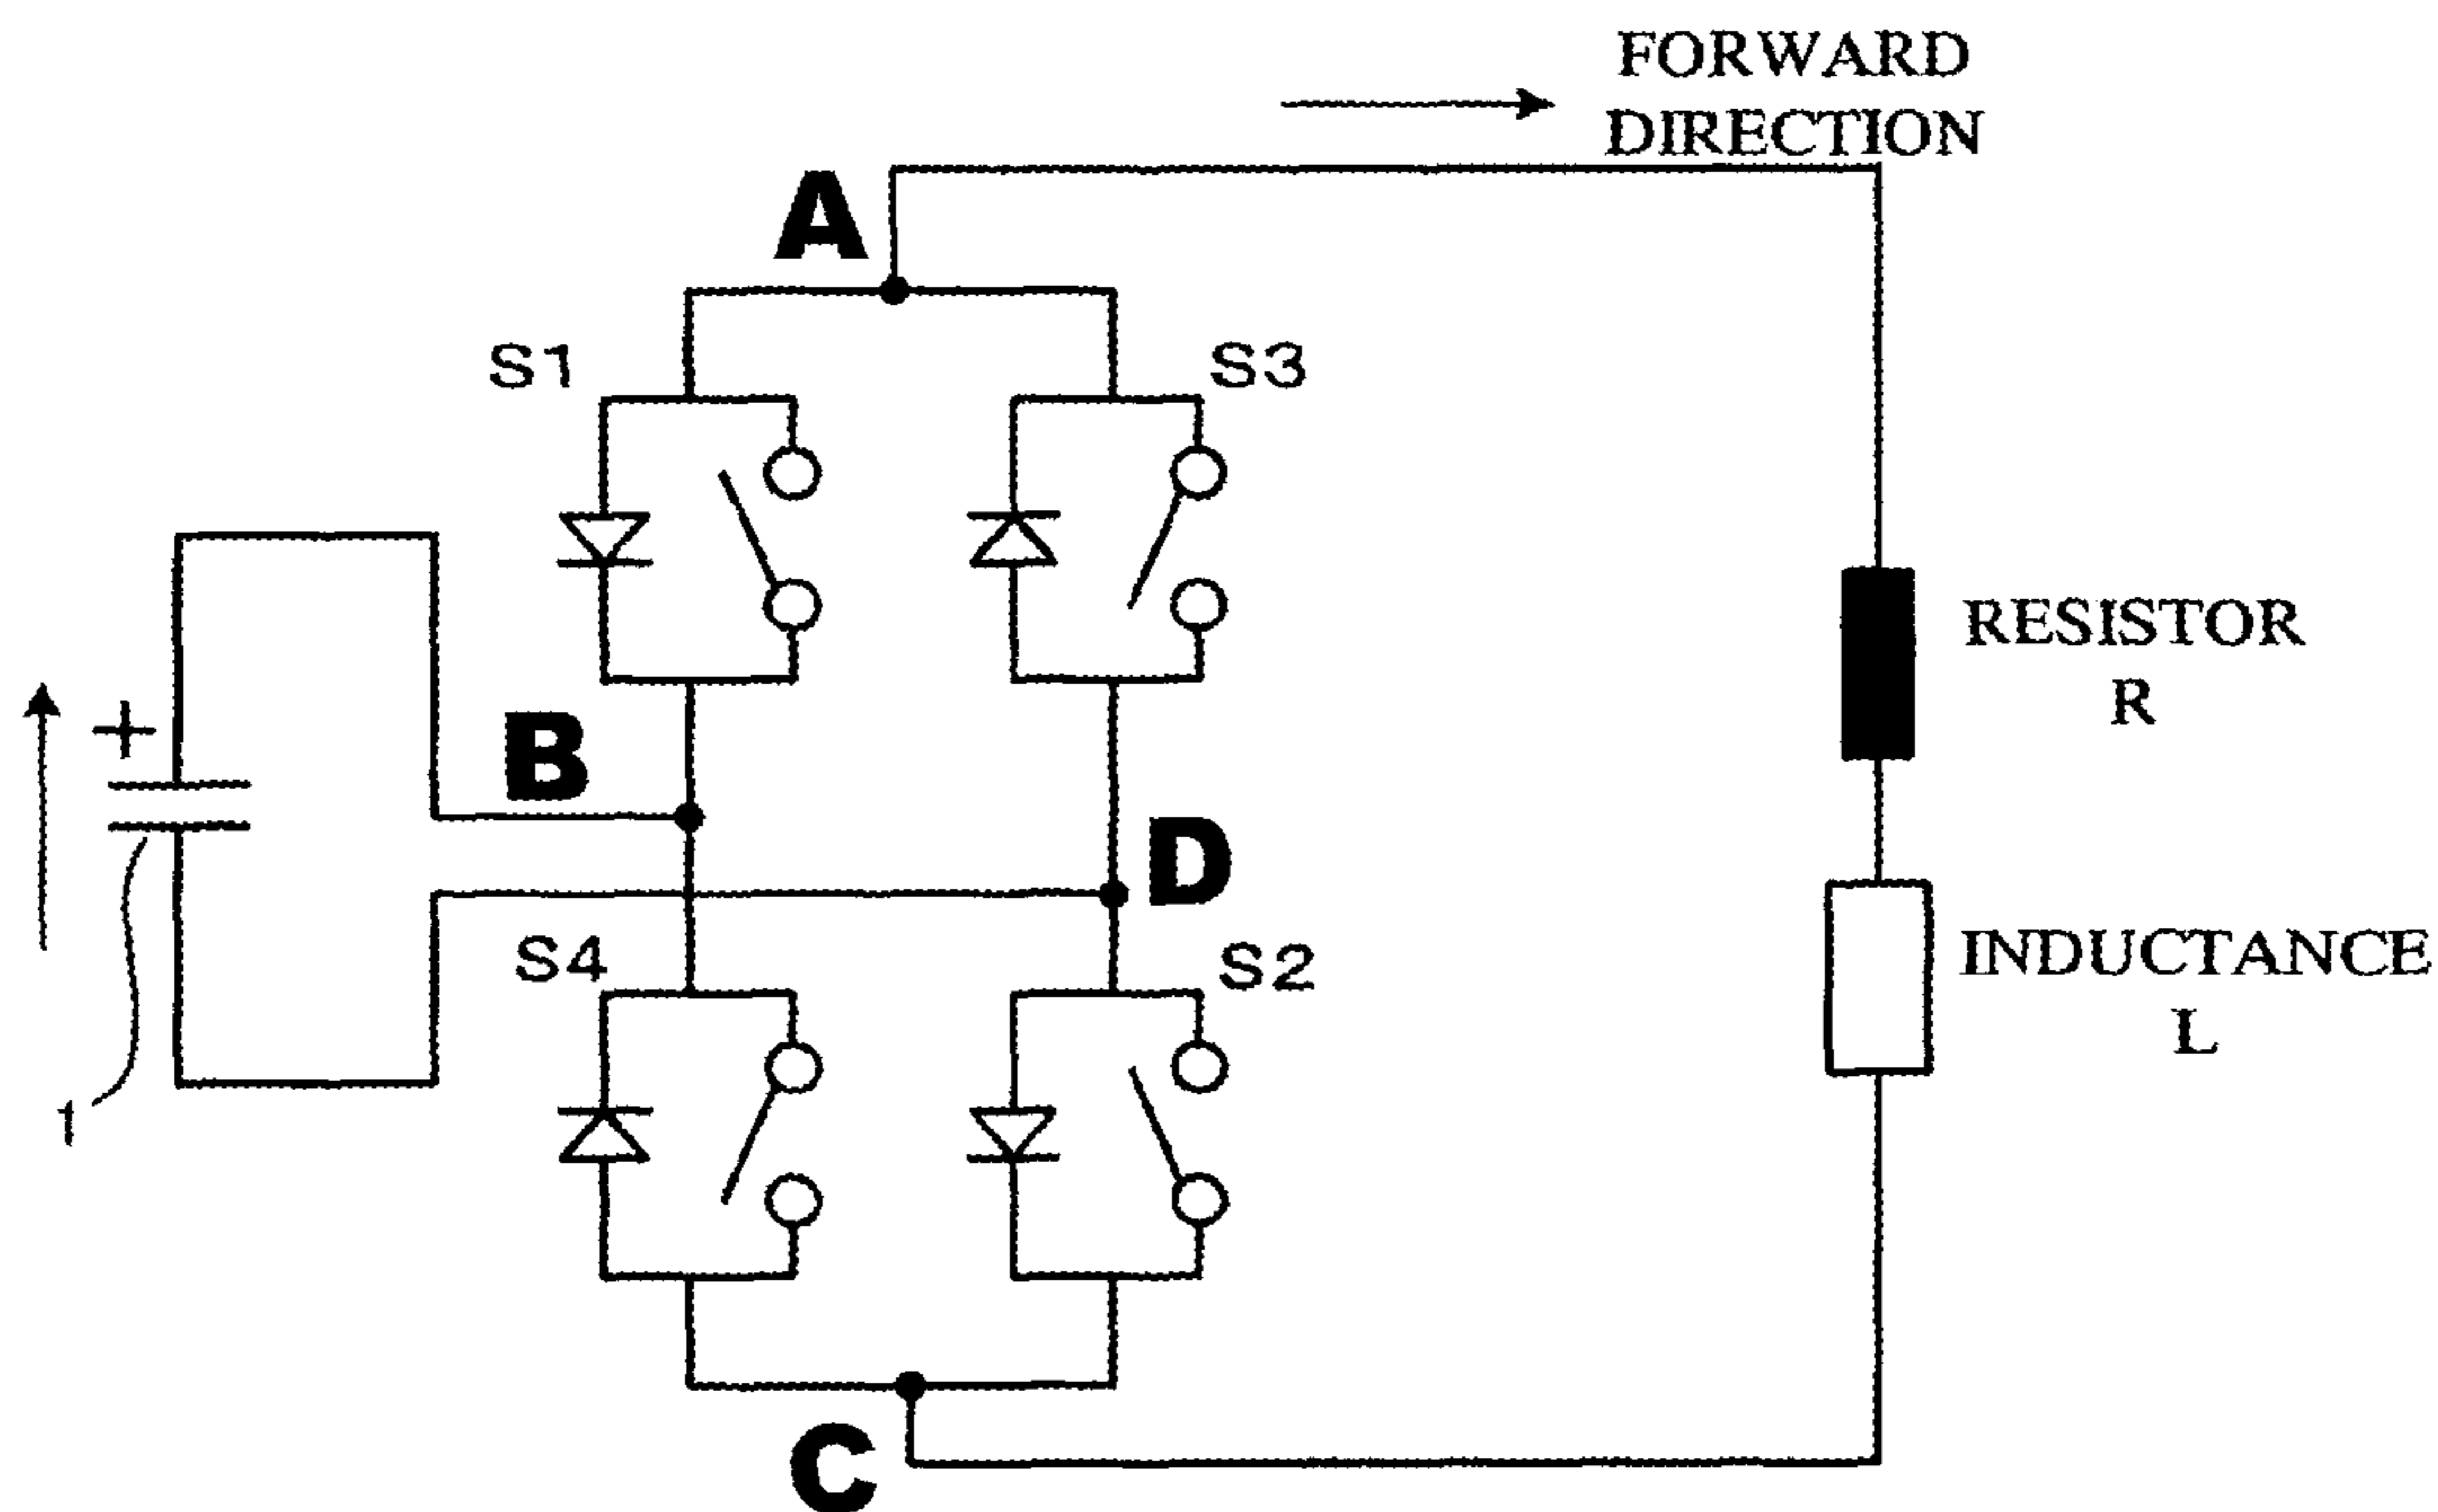 FORWARD
DIRECTION
A
S1
S3
+
B
RESISTOR
R
D
S4
S2
INDUCTANCE
L
1
C